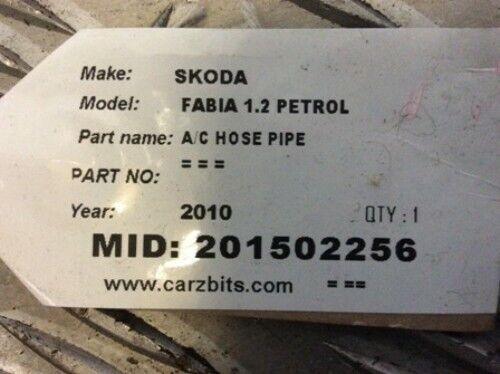 Make: SKODA
Model: FABIA 1.2 PETROL
Part name: A/C HOSE PIPE
PART NO: = = =
Year: 2010 QTY : 1
MID: 201502256
www.carzbits.com = ==